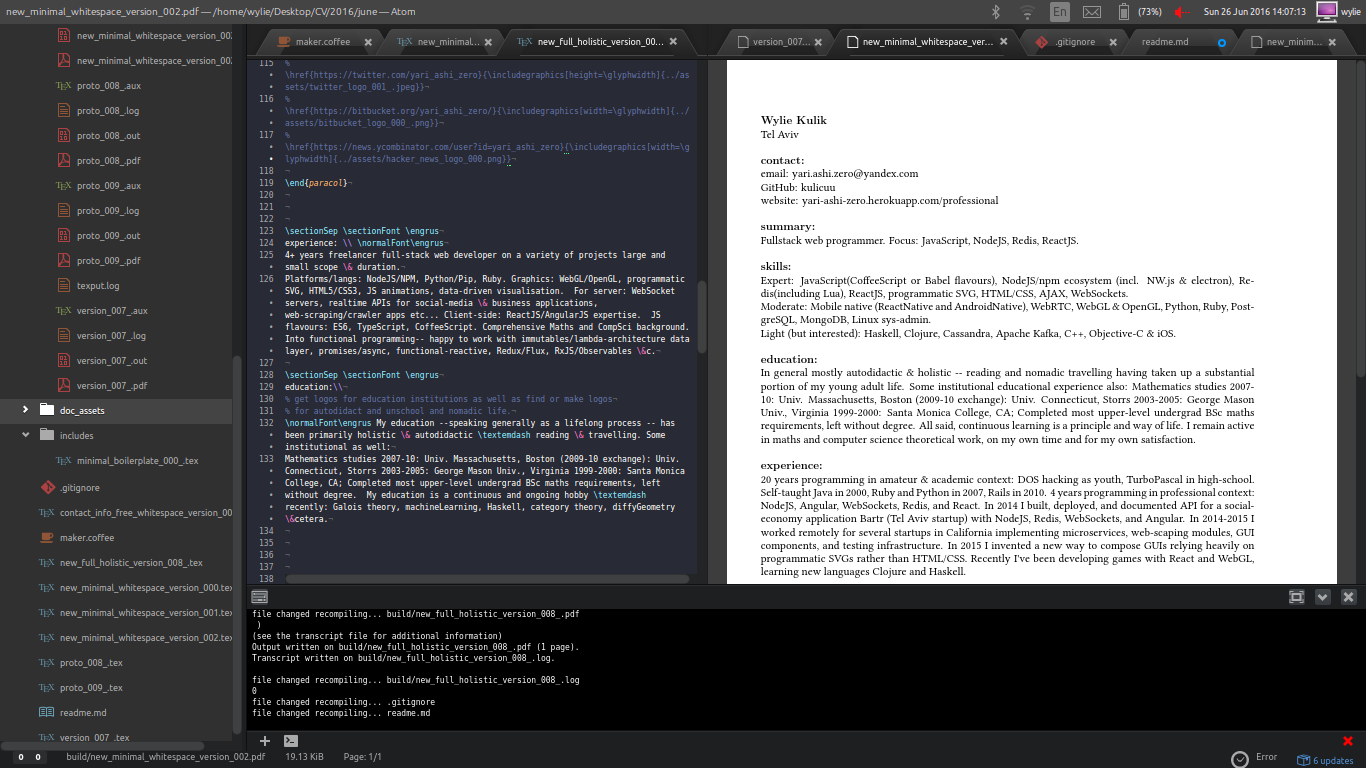 new_minimal_whitespace_version_002.pdf — /home/wylie/Desktop/CV/2016/june — Atom
En
(73%)
Sun 26 Jun 2016 14:07:13
wylie
new_minimal_whitespace_version_00
new_minimal_whitespace_version_00
proto_008_.aux
proto_008_.log
proto_008_.out
proto_008_.pdf
proto_009_.aux
proto_009_.log
proto_009_.out
proto_009_.pdf
texput.log
version_007_.aux
version_007_.log
version_007_.out
version_007_.pdf
doc_assets
includes
minimal_boilerplate_000_.tex
.gitignore
contact_info_free_whitespace_version_00
maker.coffee
new_full_holistic_version_008_.tex
new_minimal_whitespace_version_000.tex
new_minimal_whitespace_version_001.tex
new_minimal_whitespace_version_002.tex
proto_008_.tex
proto_009_.tex
readme.md
version_007_.tex
maker.coffee
new_minimal...
new_full_holistic_version_00...
115 %
\href{https://twitter.com/yari_ashi_zero}{\includegraphics[height=\glyphwidth]{../as
sets/twitter_logo_001_.jpeg}}¬
116 %
\href{https://bitbucket.org/yari_ashi_zero/}{\includegraphics[width=\glyphwidth]{../
assets/bitbucket_logo_000_.png}}¬
117 %
\href{https://news.ycombinator.com/user?id=yari_ashi_zero}{\includegraphics[width=\g
lyphwidth]{../assets/hacker_news_logo_000.png}}¬
118 ¬
119 \end{paracol}¬
120 ¬
121 ¬
122 ¬
123 \sectionSep \sectionFont \engrus¬
124 experience: \\ \normalFont\engrus¬
125 4+ years freelancer full-stack web developer on a variety of projects large and
small scope \& duration.¬
126 Platforms/langs: NodeJS/NPM, Python/Pip, Ruby. Graphics: WebGL/OpenGL, programmatic
SVG, HTML5/CSS3, JS animations, data-driven visualisation.  For server: WebSocket
servers, realtime APIs for social-media \& business applications,
web-scraping/crawler apps etc... Client-side: ReactJS/AngularJS expertise.  JS
flavours: ES6, TypeScript, CoffeeScript. Comprehensive Maths and CompSci background.
Into functional programming-- happy to work with immutables/lambda-architecture data
layer, promises/async, functional-reactive, Redux/Flux, RxJS/Observables \&c.¬
127 ¬
128 \sectionSep \sectionFont \engrus¬
129 education:\\¬
130 % get logos for education institutions as well as find or make logos¬
131 % for autodidact and unschool and nomadic life.¬
132 \normalFont\engrus My education --speaking generally as a lifelong process -- has
been primarily holistic \& autodidactic \textemdash reading \& travelling. Some
institutional as well:¬
133 Mathematics studies 2007-10: Univ. Massachusetts, Boston (2009-10 exchange): Univ.
Connecticut, Storrs 2003-2005: George Mason Univ., Virginia 1999-2000: Santa Monica
College, CA; Completed most upper-level undergrad BSc maths requirements, left
without degree.  My education is a continuous and ongoing hobby \textemdash
recently: Galois theory, machineLearning, Haskell, category theory, diffyGeometry
\&cetera.¬
134 ¬
135 ¬
136 ¬
137 ¬
138
version_007...
new_minimal_whitespace_ver...
.gitignore
readme.md
new_minim...
Wylie Kulik
Tel Aviv
contact:
email: yari.ashi.zero@yandex.com
GitHub: kulicuu
website: yari-ashi-zero.herokuapp.com/professional
summary:
Fullstack web programmer. Focus: JavaScript, NodeJS, Redis, ReactJS.
skills:
Expert: JavaScript(CoffeeScript or Babel flavours), NodeJS/npm ecosystem (incl. NW.js & electron), Re-
dis(including Lua), ReactJS, programmatic SVG, HTML/CSS, AJAX, WebSockets.
Moderate: Mobile native (ReactNative and AndroidNative), WebRTC, WebGL & OpenGL, Python, Ruby, Post-
greSQL, MongoDB, Linux sys-admin.
Light (but interested): Haskell, Clojure, Cassandra, Apache Kafka, C++, Objective-C & iOS.
education:
In general mostly autodidactic & holistic -- reading and nomadic travelling having taken up a substantial
portion of my young adult life. Some institutional educational experience also: Mathematics studies 2007-
10: Univ. Massachusetts, Boston (2009-10 exchange): Univ. Connecticut, Storrs 2003-2005: George Mason
Univ., Virginia 1999-2000: Santa Monica College, CA; Completed most upper-level undergrad BSc maths
requirements, left without degree. All said, continuous learning is a principle and way of life. I remain active
in maths and computer science theoretical work, on my own time and for my own satisfaction.
experience:
20 years programming in amateur & academic context: DOS hacking as youth, TurboPascal in high-school.
Self-taught Java in 2000, Ruby and Python in 2007, Rails in 2010. 4 years programming in professional context:
NodeJS, Angular, WebSockets, Redis, and React. In 2014 I built, deployed, and documented API for a social-
economy application Bartr (Tel Aviv startup) with NodeJS, Redis, WebSockets, and Angular. In 2014-2015 I
worked remotely for several startups in California implementing microservices, web-scaping modules, GUI
components, and testing infrastructure. In 2015 I invented a new way to compose GUIs relying heavily on
programmatic SVGs rather than HTML/CSS. Recently I've been developing games with React and WebGL,
learning new languages Clojure and Haskell.
file changed recompiling... build/new_full_holistic_version_008_.pdf
)
(see the transcript file for additional information)
Output written on build/new_full_holistic_version_008_.pdf (1 page).
Transcript written on build/new_full_holistic_version_008_.log.
file changed recompiling... build/new_full_holistic_version_008_.log
0
file changed recompiling... .gitignore
file changed recompiling... readme.md
0 0
build/new_minimal_whitespace_version_002.pdf
19.13 KiB
Page: 1/1
Error
6 updates